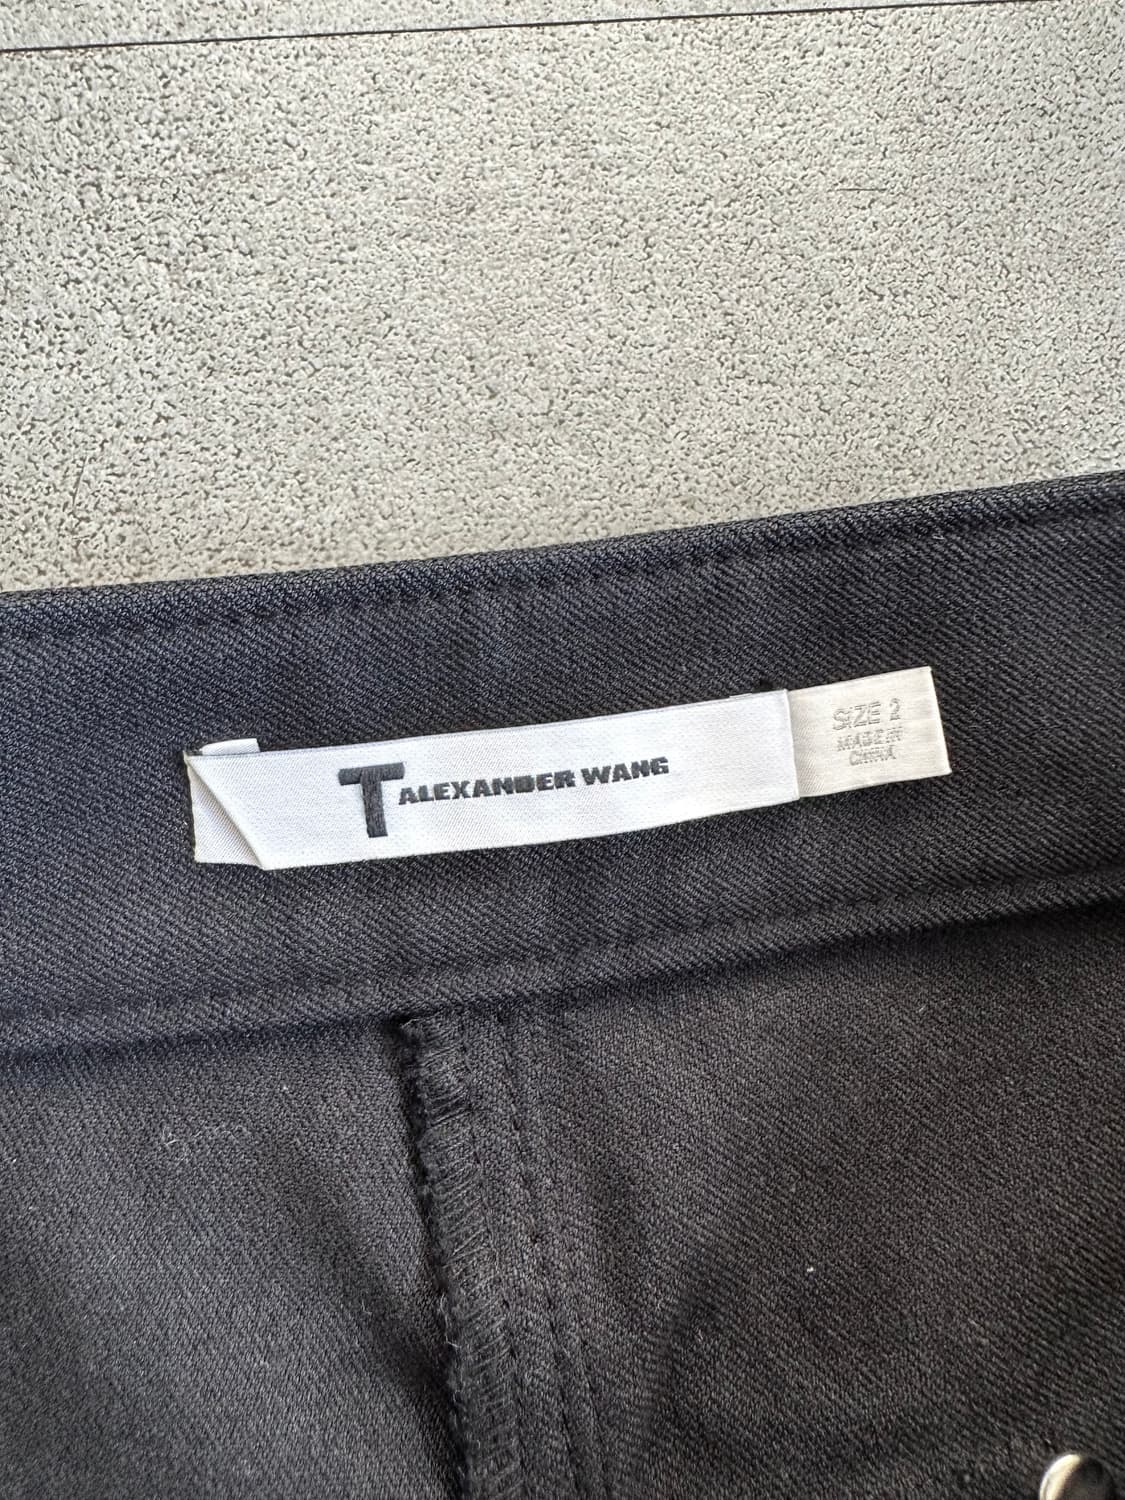 T ALEXANDER WANG
SIZE 2
MADE IN
CHINA